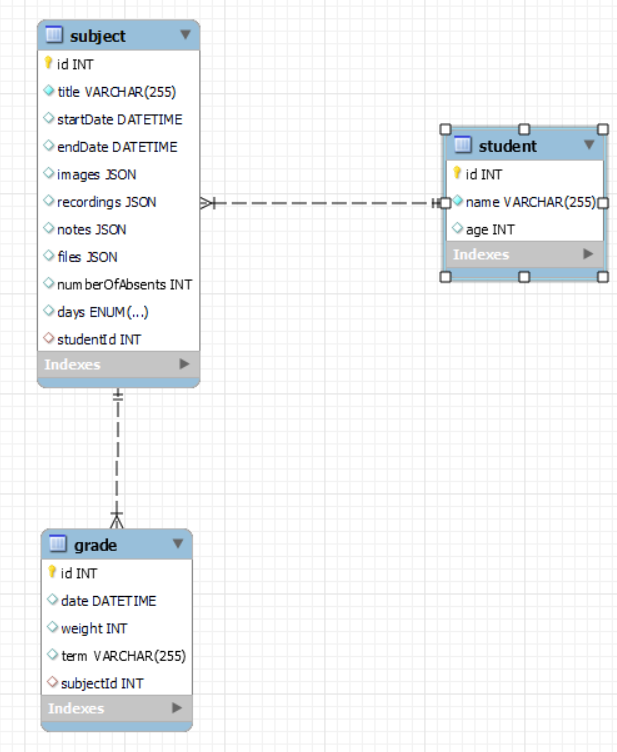 subject
id INT
title VARCHAR(255)
startDate DATETIME
endDate DATETIME
images JSON
recordings JSON
notes JSON
files JSON
numberOfAbsents INT
days ENUM(...)
studentId INT
Indexes
student
id INT
name VARCHAR(255)
age INT
Indexes
grade
id INT
date DATETIME
weight INT
term VARCHAR(255)
subjectId INT
Indexes